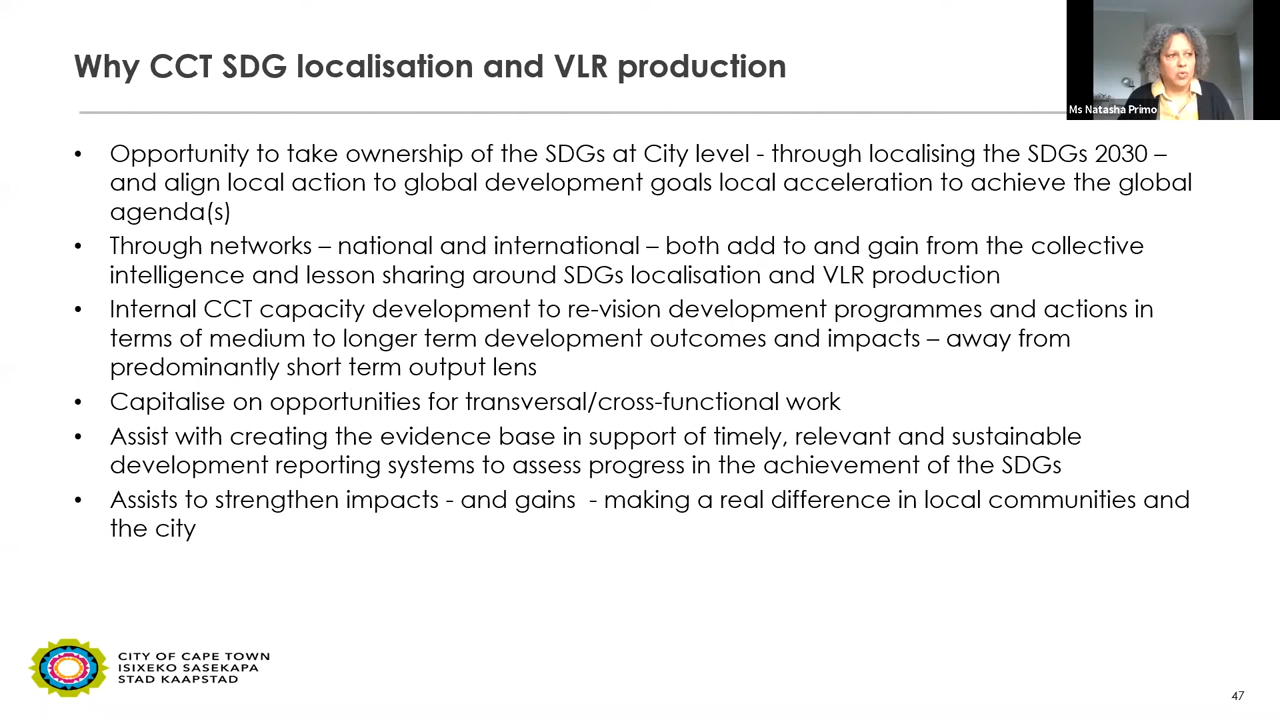 Why CCT SDG localisation and VLR production
Ms Natasha Primo
• Opportunity to take ownership of the SDGs at City level - through localising the SDGs 2030 –
and align local action to global development goals local acceleration to achieve the global
agenda(s)
• Through networks – national and international – both add to and gain from the collective
intelligence and lesson sharing around SDGs localisation and VLR production
• Internal CCT capacity development to re-vision development programmes and actions in
terms of medium to longer term development outcomes and impacts – away from
predominantly short term output lens
• Capitalise on opportunities for transversal/cross-functional work
• Assist with creating the evidence base in support of timely, relevant and sustainable
development reporting systems to assess progress in the achievement of the SDGs
• Assists to strengthen impacts - and gains  - making a real difference in local communities and
the city
CITY OF CAPE TOWN
ISIXEKO SASEKAPA
STAD KAAPSTAD
47